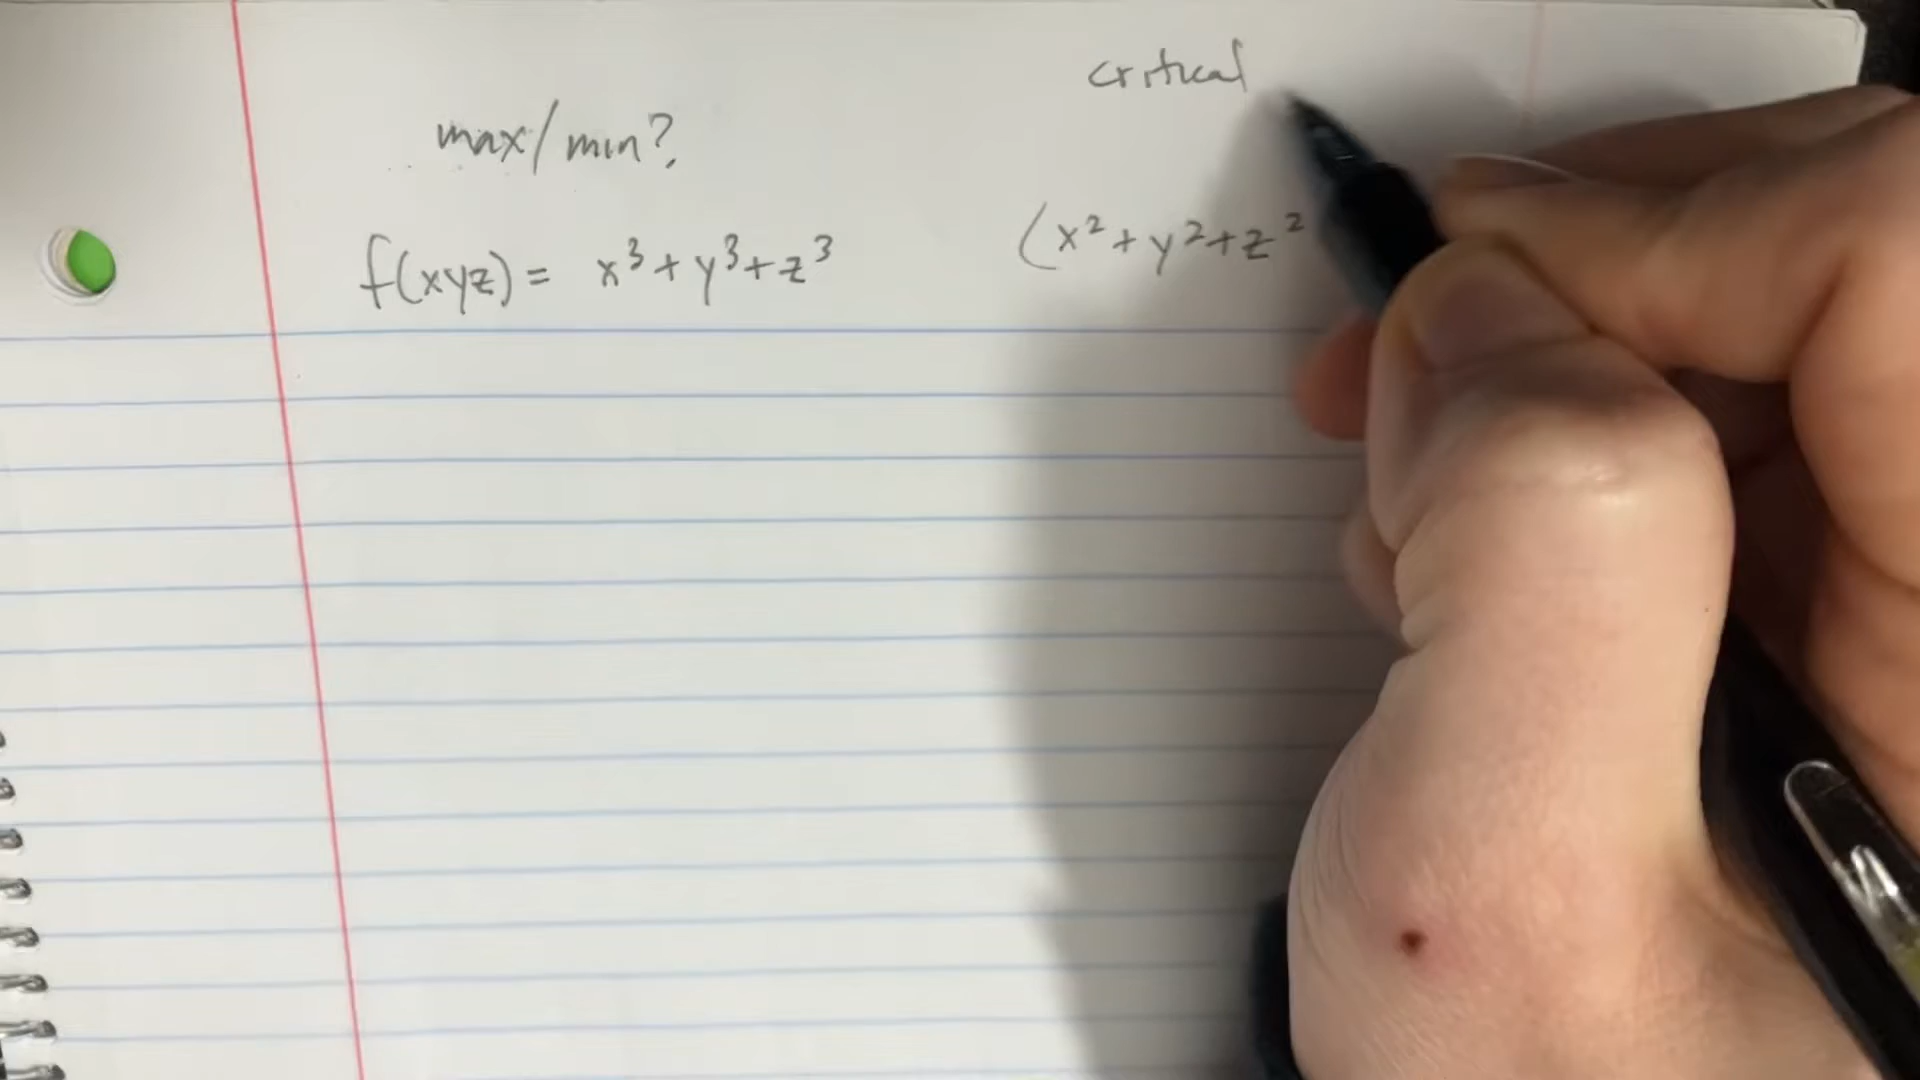 critical
max/min?
f(xyz) = x³+y³+z³
(x²+y²+z²